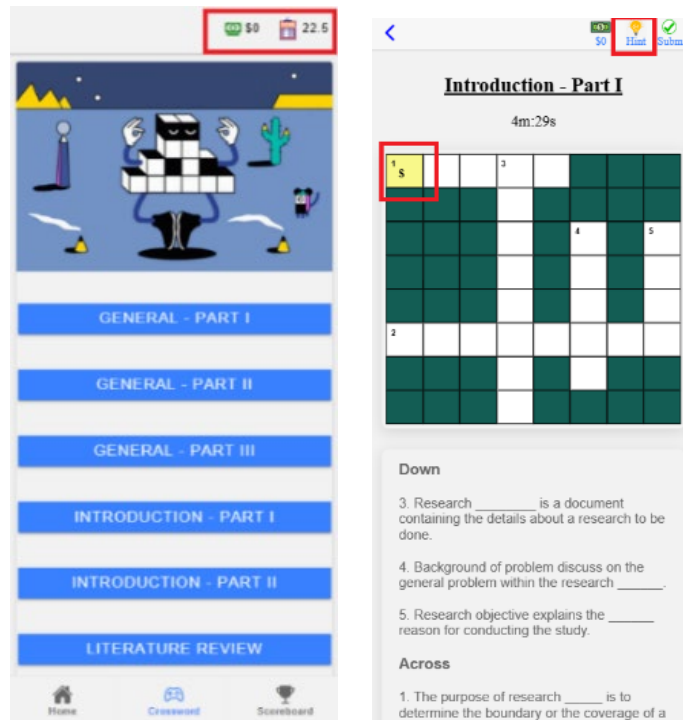 $0 22.5
GENERAL - PART I
GENERAL - PART II
GENERAL - PART III
INTRODUCTION - PART I
INTRODUCTION - PART II
LITERATURE REVIEW
Home Crossword Scoreboard
$0 Hint Subm
Introduction - Part I
4m:29s
1 S 3
4 5
2
Down
3. Research ________ is a document
containing the details about a research to be
done.
4. Background of problem discuss on the
general problem within the research ______.
5. Research objective explains the ______
reason for conducting the study.
Across
1. The purpose of research _____ is to
determine the boundary or the coverage of a